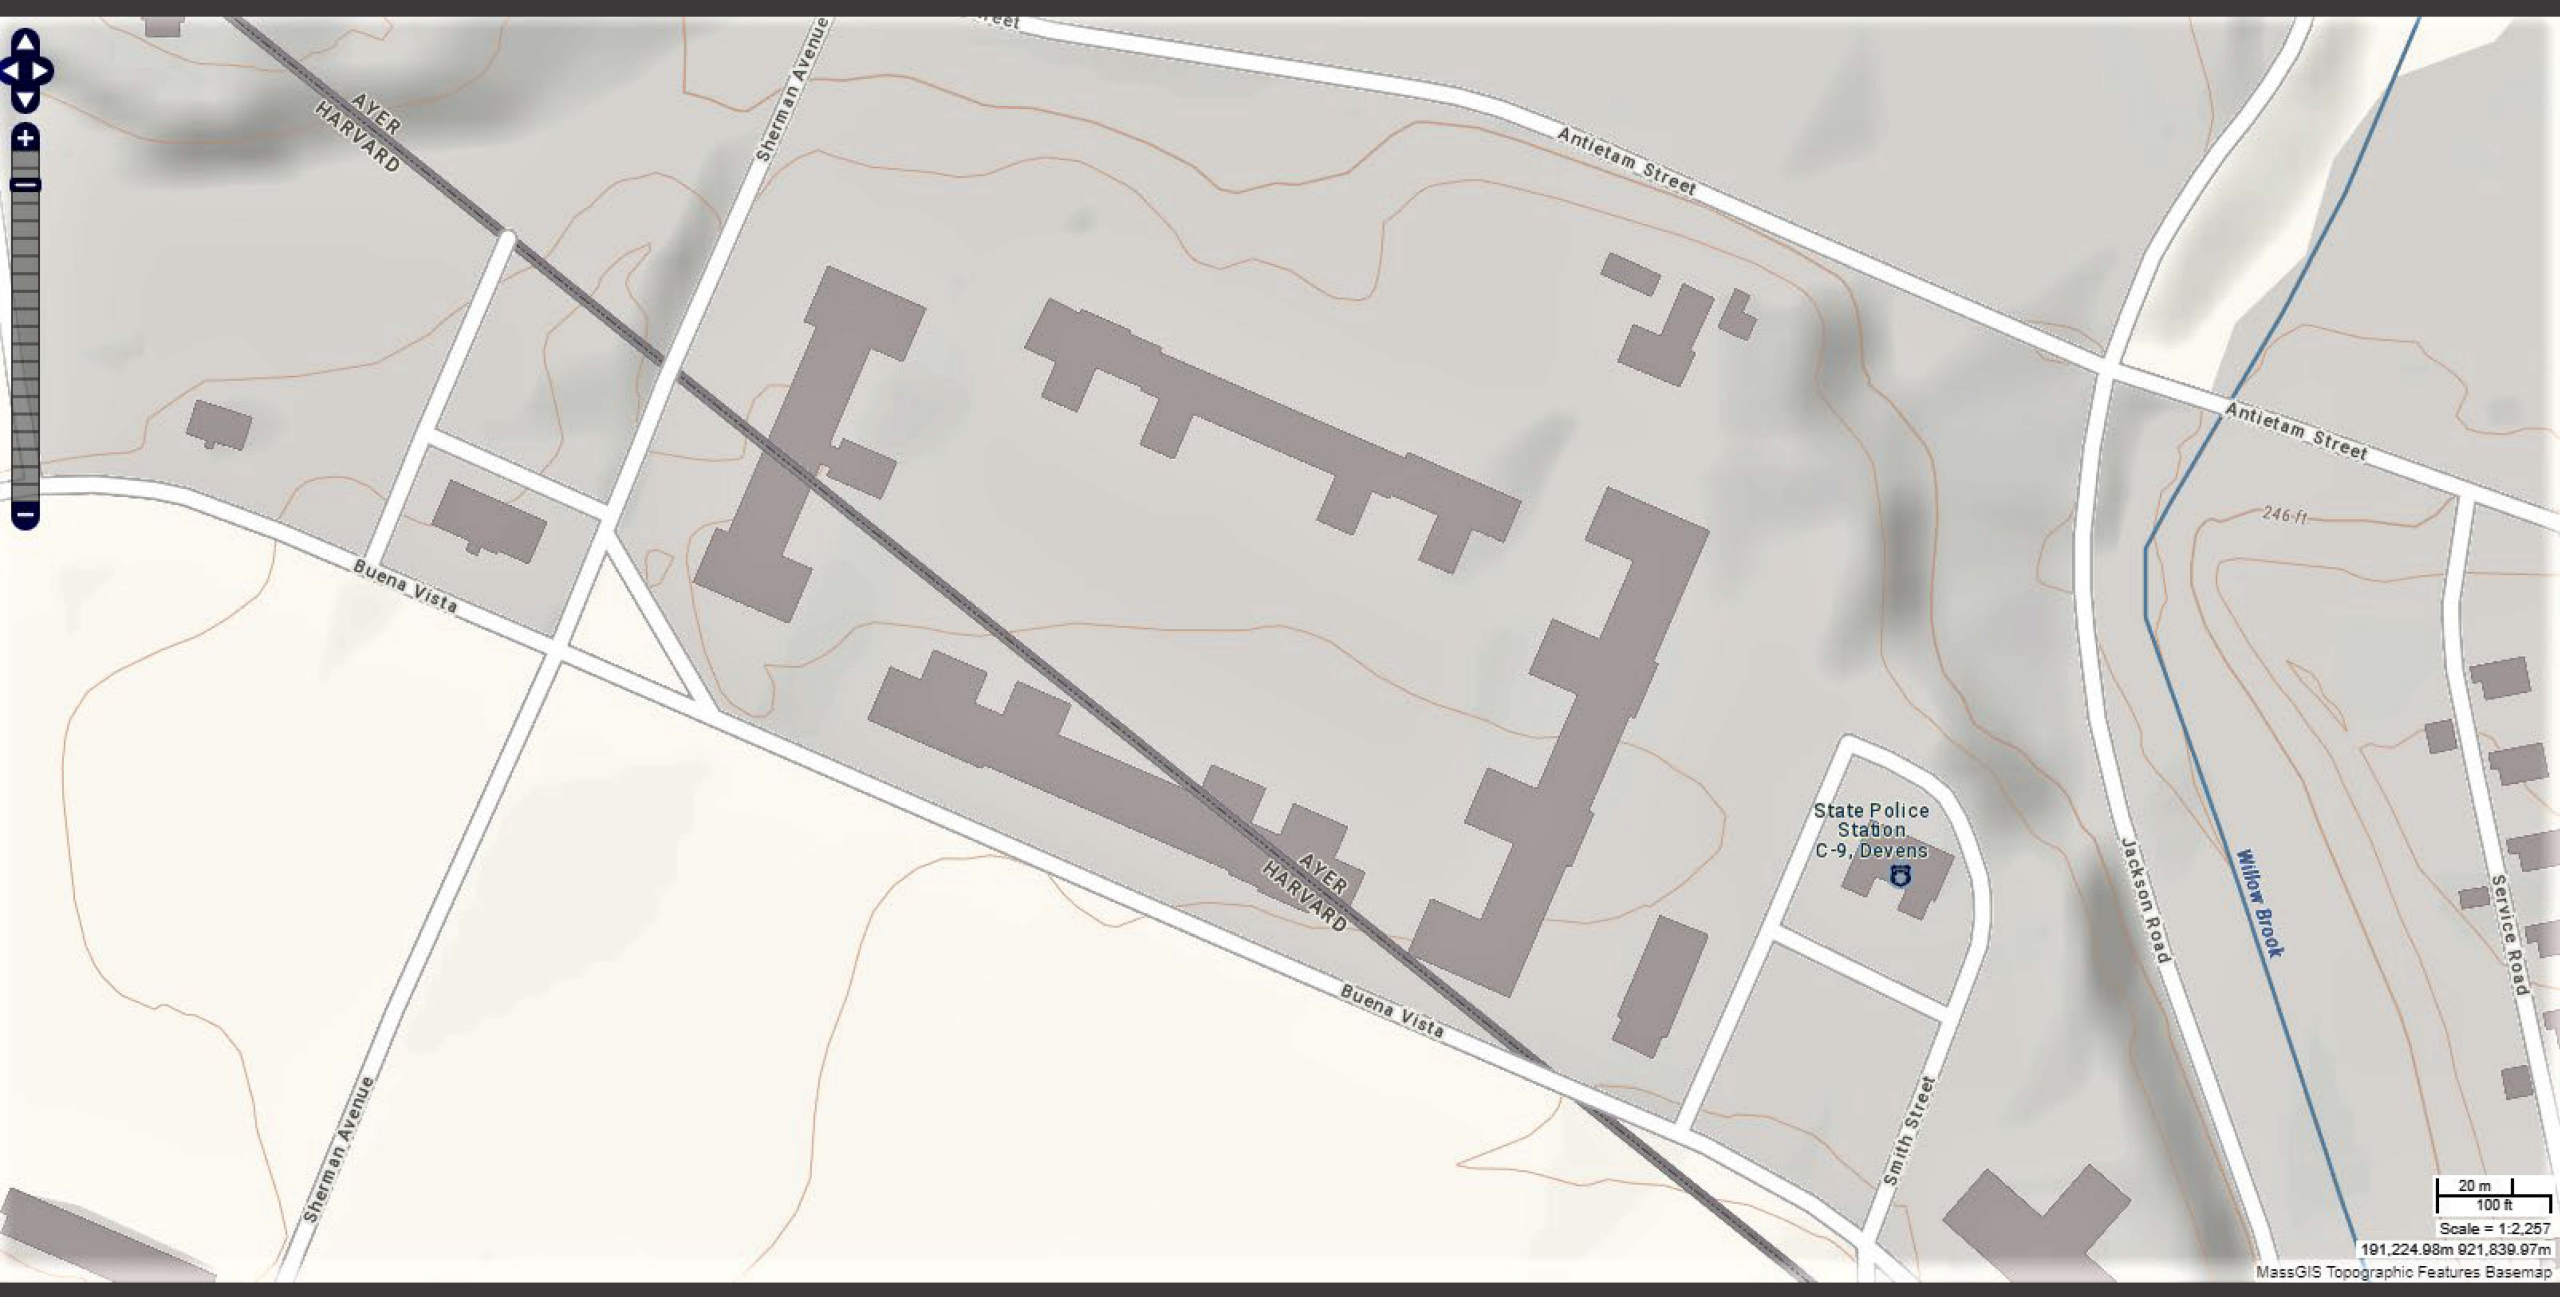 Street
Sherman Avenue
AYER
HARVARD
Antietam Street
Antietam Street
246 ft
Buena Vista
State Police
Station
C-9, Devens
AYER
HARVARD
Jackson Road
Willow Brook
Service Road
Buena Vista
Smith Street
Sherman Avenue
20 m
100 ft
Scale = 1:2,257
191,224.98m 921,839.97m
MassGIS Topographic Features Basemap